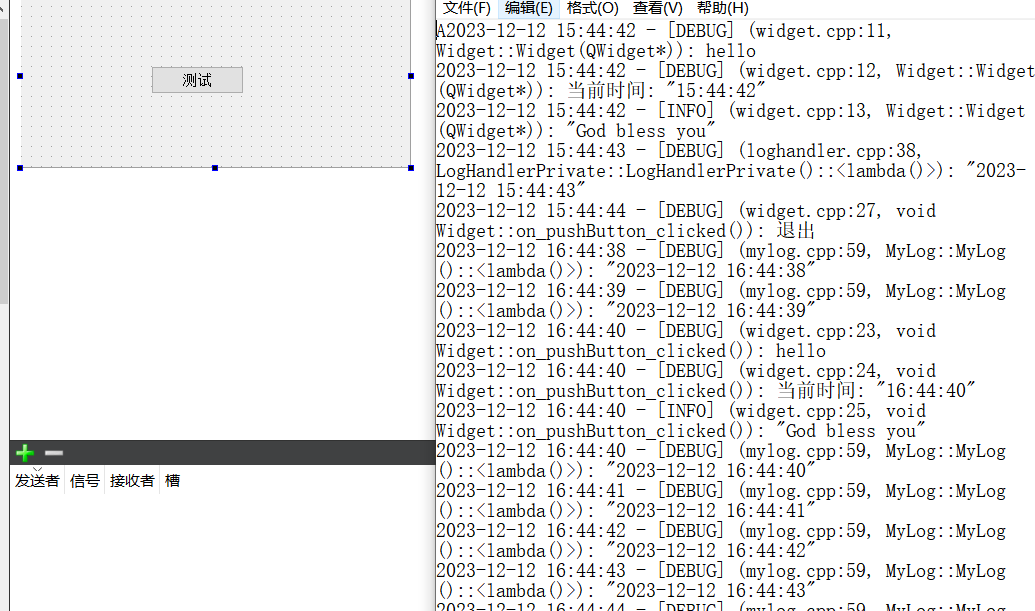 测试
发送者 信号 接收者 槽
文件(F) 编辑(E) 格式(O) 查看(V) 帮助(H)
A2023-12-12 15:44:42 - [DEBUG] (widget.cpp:11,
Widget::Widget(QWidget*)): hello
2023-12-12 15:44:42 - [DEBUG] (widget.cpp:12, Widget::Widget
(QWidget*)): 当前时间: "15:44:42"
2023-12-12 15:44:42 - [INFO] (widget.cpp:13, Widget::Widget
(QWidget*)): "God bless you"
2023-12-12 15:44:43 - [DEBUG] (loghandler.cpp:38,
LogHandlerPrivate::LogHandlerPrivate()::<lambda()>): "2023-
12-12 15:44:43"
2023-12-12 15:44:44 - [DEBUG] (widget.cpp:27, void
Widget::on_pushButton_clicked()): 退出
2023-12-12 16:44:38 - [DEBUG] (mylog.cpp:59, MyLog::MyLog
()::<lambda()>): "2023-12-12 16:44:38"
2023-12-12 16:44:39 - [DEBUG] (mylog.cpp:59, MyLog::MyLog
()::<lambda()>): "2023-12-12 16:44:39"
2023-12-12 16:44:40 - [DEBUG] (widget.cpp:23, void
Widget::on_pushButton_clicked()): hello
2023-12-12 16:44:40 - [DEBUG] (widget.cpp:24, void
Widget::on_pushButton_clicked()): 当前时间: "16:44:40"
2023-12-12 16:44:40 - [INFO] (widget.cpp:25, void
Widget::on_pushButton_clicked()): "God bless you"
2023-12-12 16:44:40 - [DEBUG] (mylog.cpp:59, MyLog::MyLog
()::<lambda()>): "2023-12-12 16:44:40"
2023-12-12 16:44:41 - [DEBUG] (mylog.cpp:59, MyLog::MyLog
()::<lambda()>): "2023-12-12 16:44:41"
2023-12-12 16:44:42 - [DEBUG] (mylog.cpp:59, MyLog::MyLog
()::<lambda()>): "2023-12-12 16:44:42"
2023-12-12 16:44:43 - [DEBUG] (mylog.cpp:59, MyLog::MyLog
()::<lambda()>): "2023-12-12 16:44:43"
2023-12-12 16:44:44 - [DEBUG] (mylog.cpp:59, MyLog::MyLog